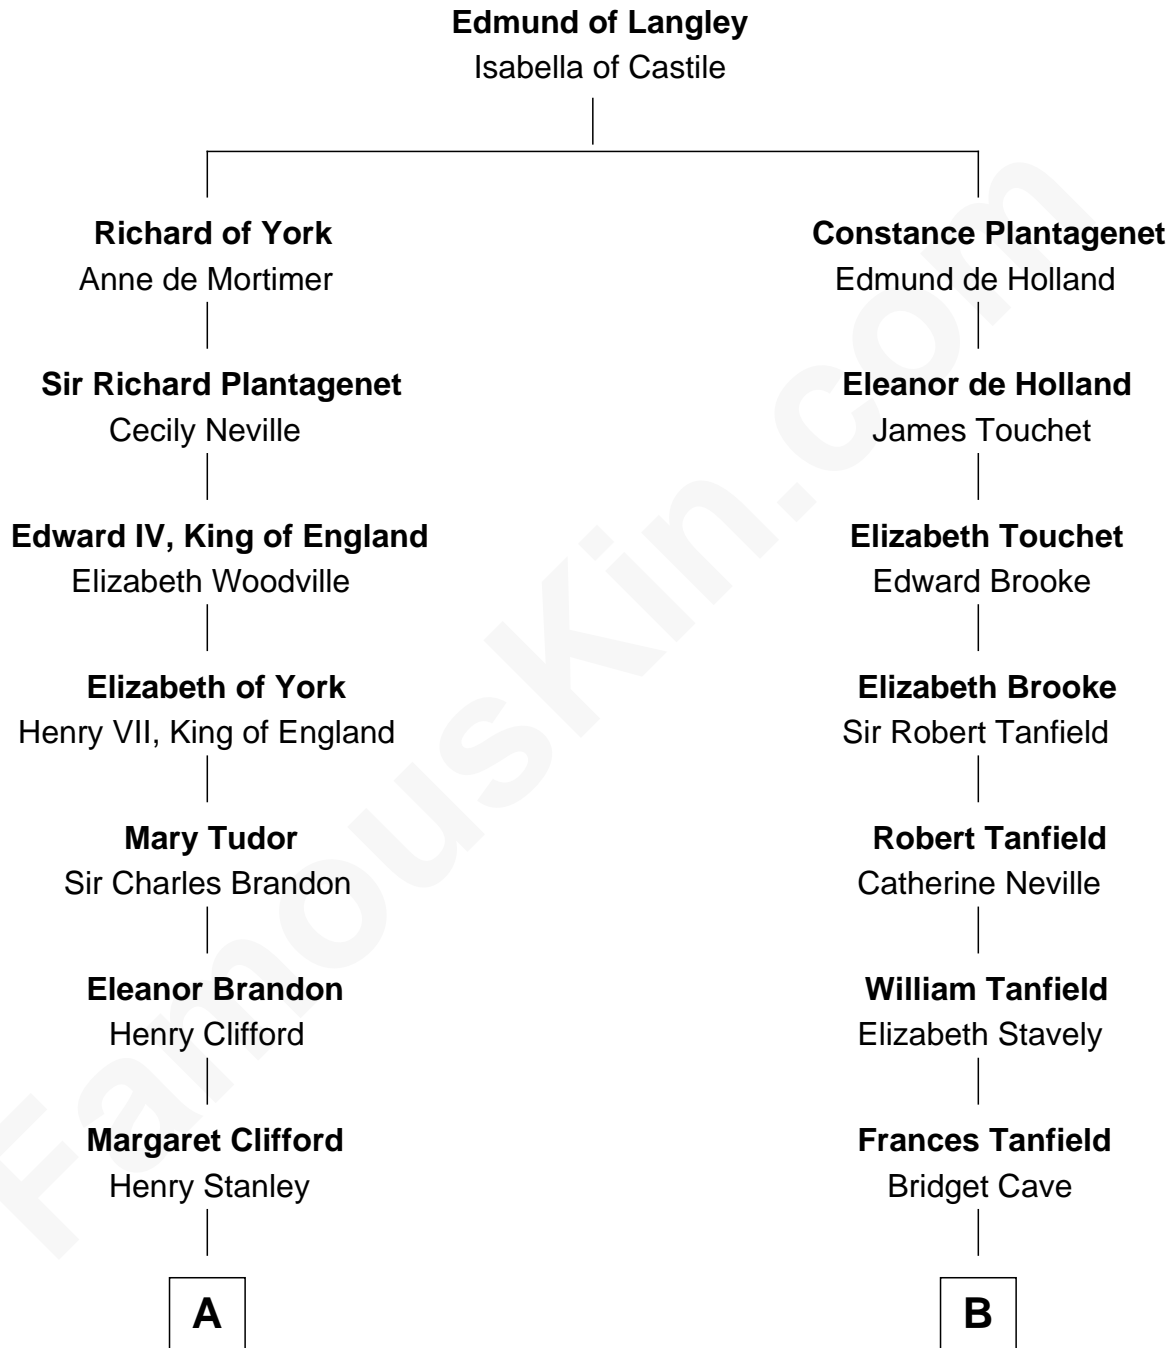 Edmund of Langley
Isabella of Castile
Richard of York
Anne de Mortimer
Constance Plantagenet
Edmund de Holland
Sir Richard Plantagenet
Cecily Neville
Eleanor de Holland
James Touchet
Edward IV, King of England
Elizabeth Woodville
Elizabeth Touchet
Edward Brooke
Elizabeth of York
Henry VII, King of England
Elizabeth Brooke
Sir Robert Tanfield
Mary Tudor
Sir Charles Brandon
Robert Tanfield
Catherine Neville
Eleanor Brandon
Henry Clifford
William Tanfield
Elizabeth Stavely
Margaret Clifford
Henry Stanley
Frances Tanfield
Bridget Cave
A
B
FamousKin.com